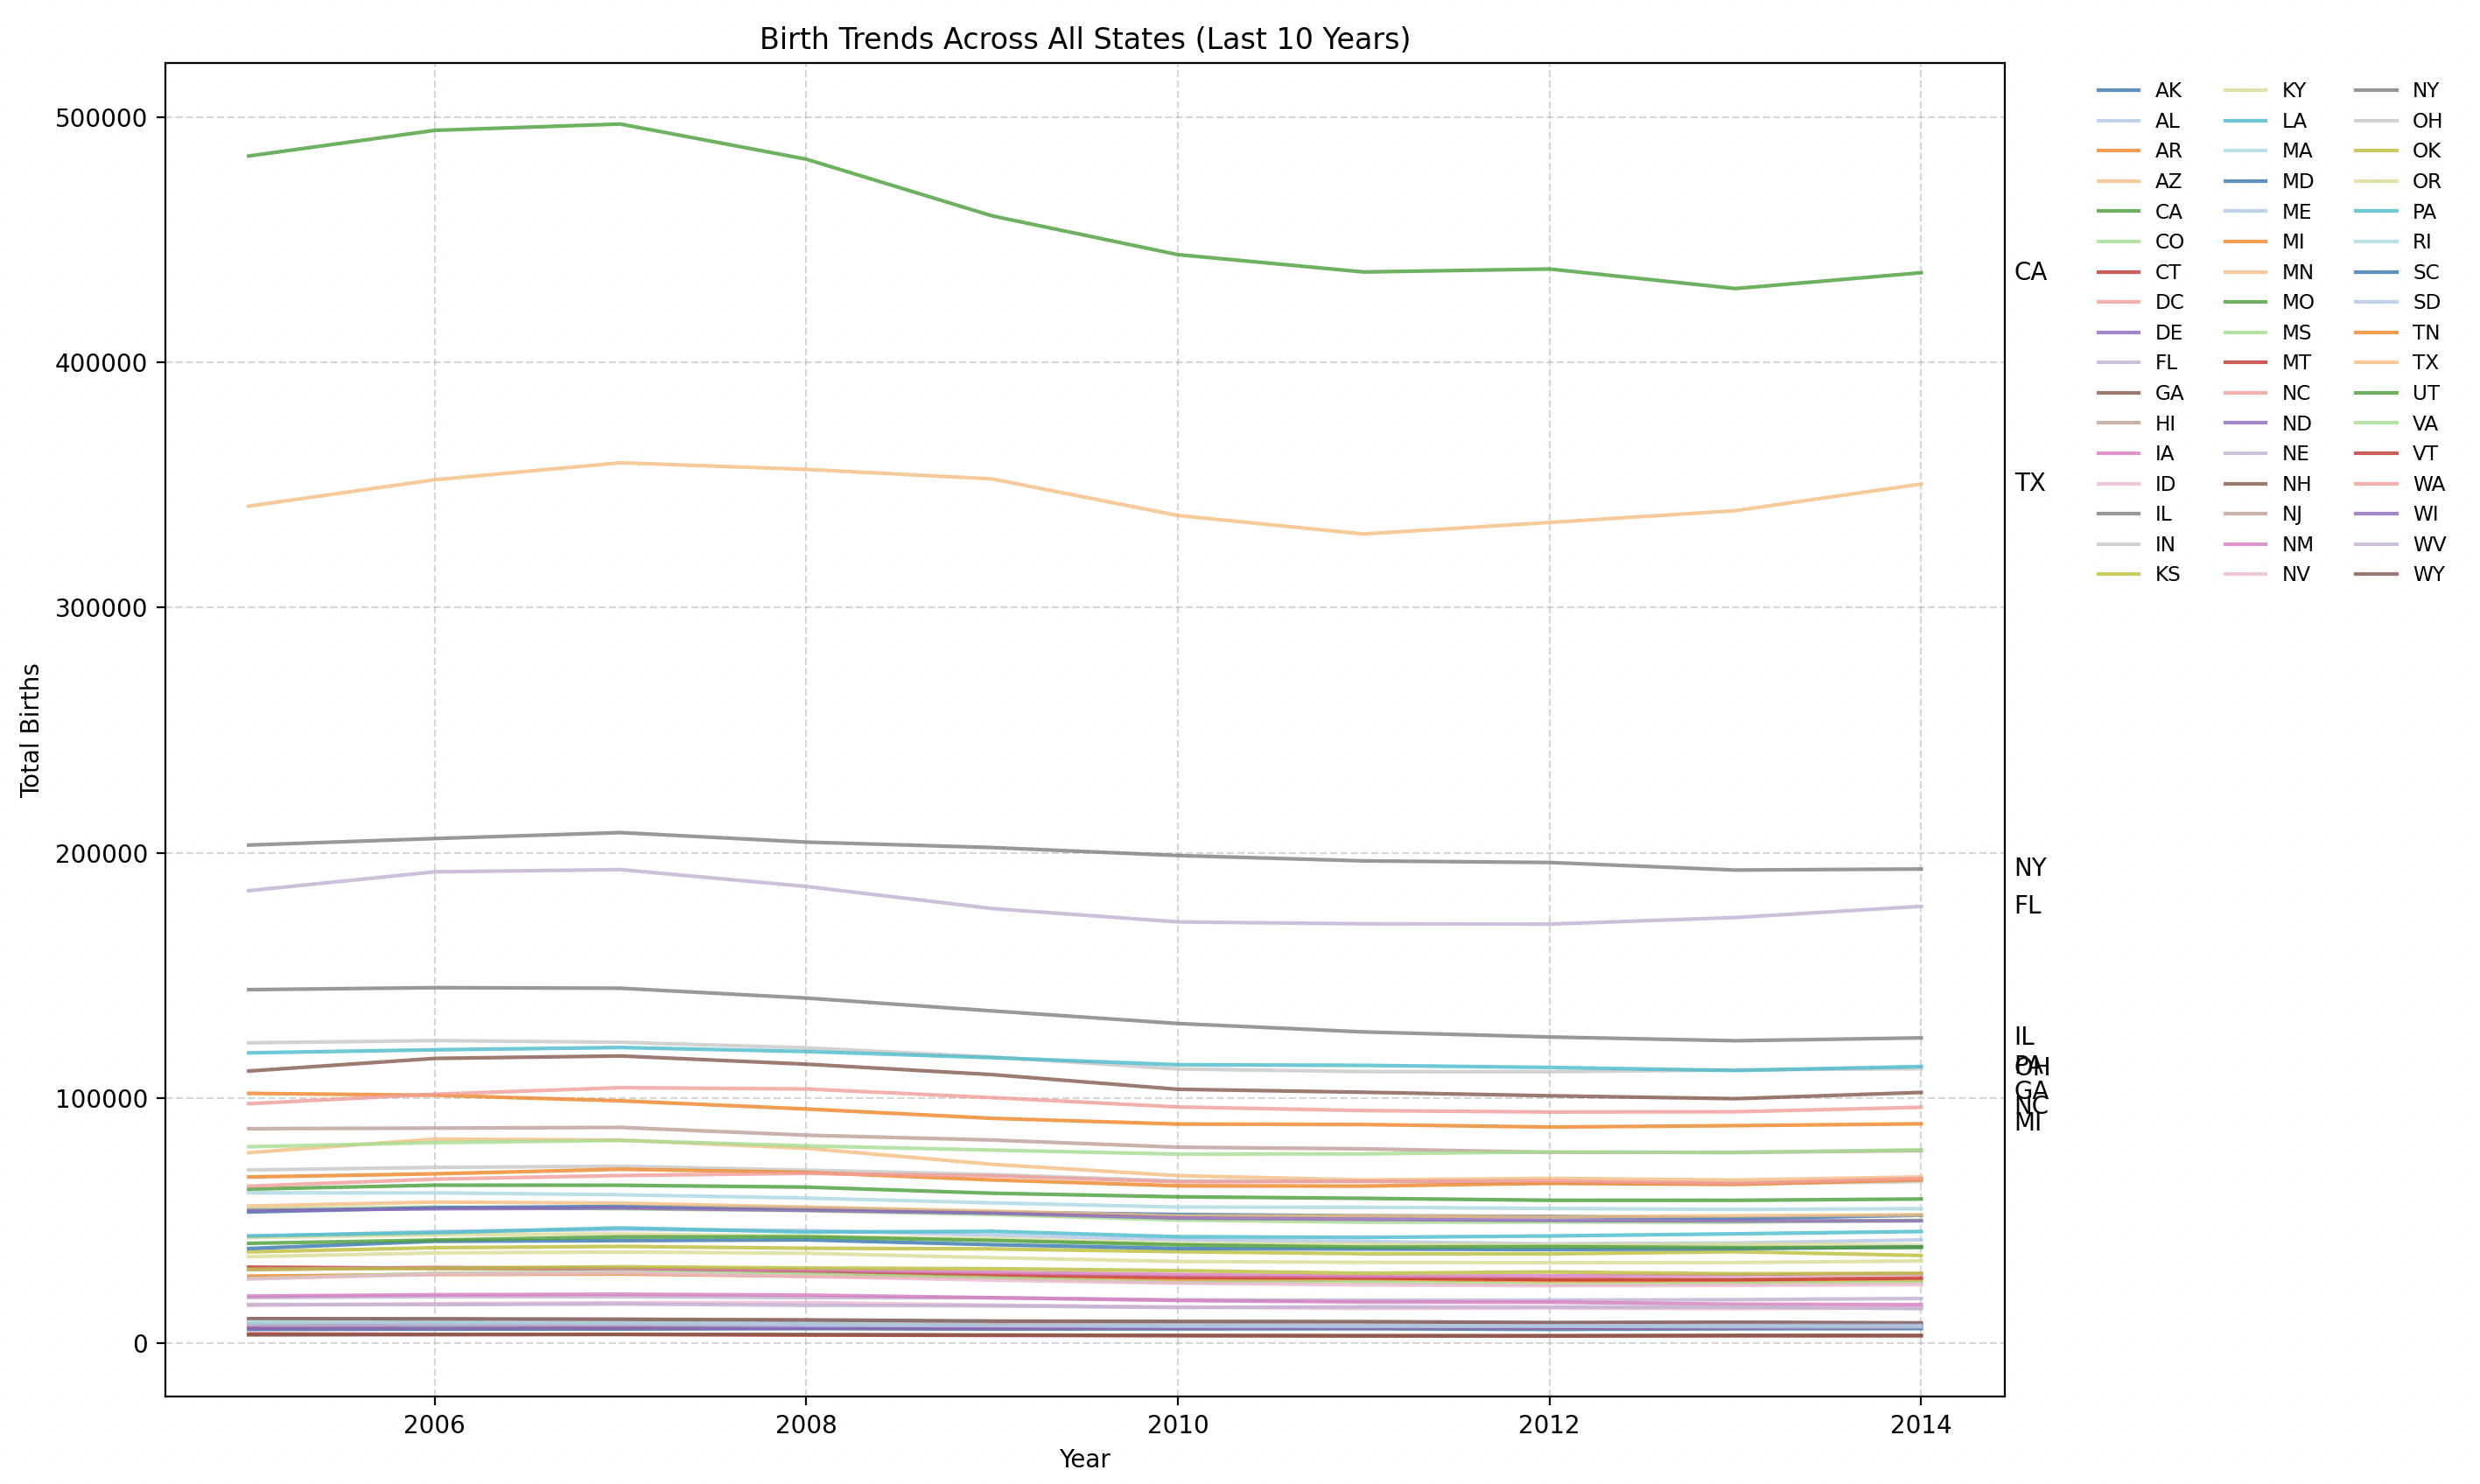 Birth Trends Across All States (Last 10 Years)
Total Births
500000
400000
300000
200000
100000
0
2006
2008
2010
2012
2014
Year
CA
TX
NY
FL
IL
PA
OH
GA
NC
MI
AK
AL
AR
AZ
CA
CO
CT
DC
DE
FL
GA
HI
IA
ID
IL
IN
KS
KY
LA
MA
MD
ME
MI
MN
MO
MS
MT
NC
ND
NE
NH
NJ
NM
NV
NY
OH
OK
OR
PA
RI
SC
SD
TN
TX
UT
VA
VT
WA
WI
WV
WY